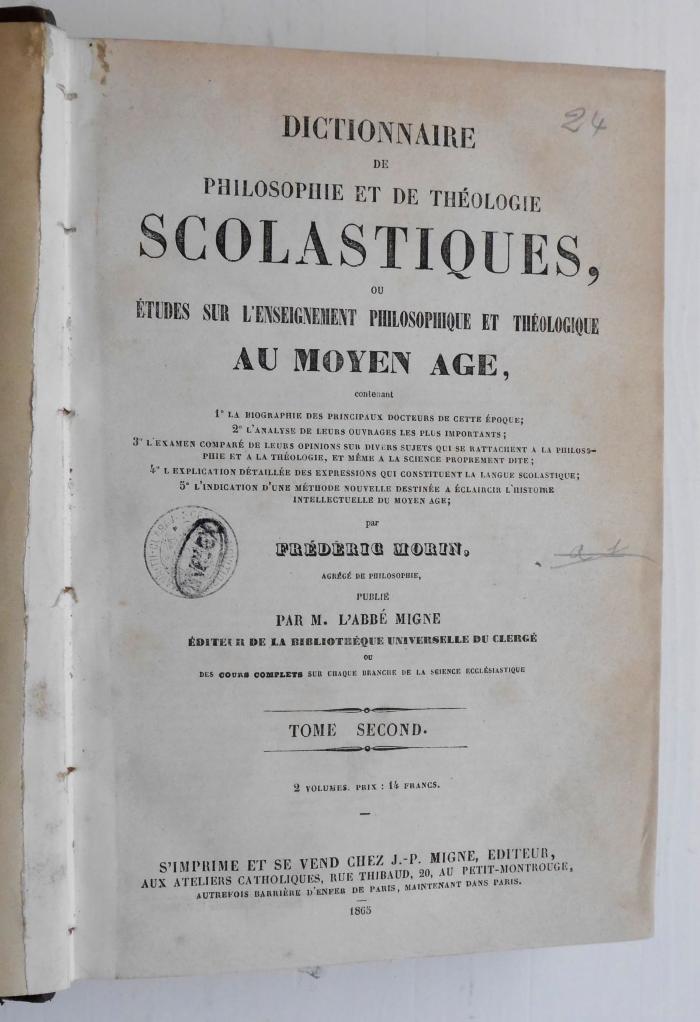 24
DICTIONNAIRE
DE
PHILOSOPHIE ET DE THÉOLOGIE
SCOLASTIQUES,
OU
ÉTUDES SUR L'ENSEIGNEMENT PHILOSOPHIQUE ET THÉOLOGIQUE
AU MOYEN AGE,
contenant
1° LA BIOGRAPHIE DES PRINCIPAUX DOCTEURS DE CETTE ÉPOQUE;
2° L'ANALYSE DE LEURS OUVRAGES LES PLUS IMPORTANTS;
3° L'EXAMEN COMPARÉ DE LEURS OPINIONS SUR DIVERS SUJETS QUI SE RATTACHENT A LA PHILOSO-
PHIE ET A LA THÉOLOGIE, ET MÊME A LA SCIENCE PROPREMENT DITE;
4° L EXPLICATION DÉTAILLÉE DES EXPRESSIONS QUI CONSTITUENT LA LANGUE SCOLASTIQUE;
5° L'INDICATION D'UNE MÉTHODE NOUVELLE DESTINÉE A ÉCLAIRCIR L'HISTOIRE
INTELLECTUELLE DU MOYEN AGE;
par
FRÉDÉRIC MORIN,
AGRÉGÉ DE PHILOSOPHIE,
PUBLIÉ
PAR M. L'ABBÉ MIGNE
ÉDITEUR DE LA BIBLIOTHÈQUE UNIVERSELLE DU CLERGÉ
OU
DES COURS COMPLETS SUR CHAQUE BRANCHE DE LA SCIENCE ECCLÉSIASTIQUE
TOME SECOND.
2 VOLUMES. PRIX : 14 FRANCS.
S'IMPRIME ET SE VEND CHEZ J.-P. MIGNE, EDITEUR,
AUX ATELIERS CATHOLIQUES, RUE THIBAUD, 20, AU PETIT-MONTROUGE,
AUTREFOIS BARRIÈRE D'ENFER DE PARIS, MAINTENANT DANS PARIS.
1865